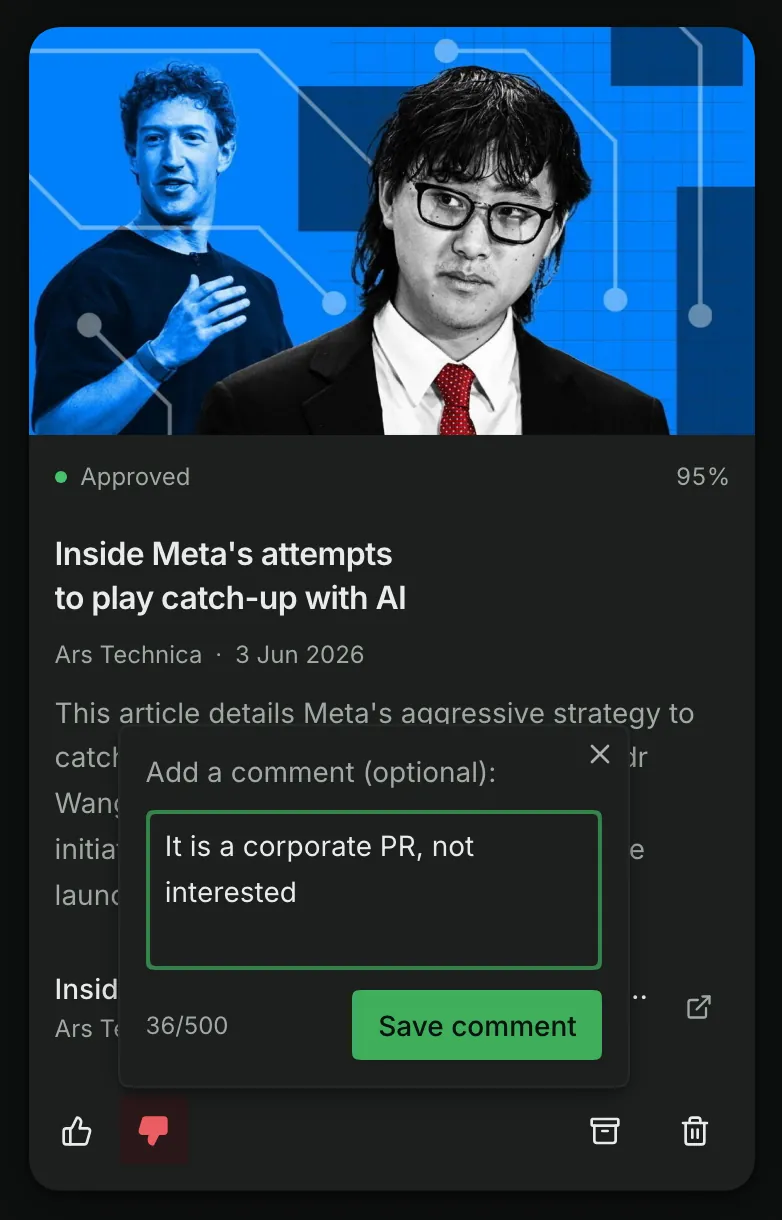 Approved
95%
Inside Meta's attempts
to play catch-up with AI
Ars Technica · 3 Jun 2026
This article details Meta's aggressive strategy to
Add a comment (optional):
It is a corporate PR, not
interested
36/500
Save comment